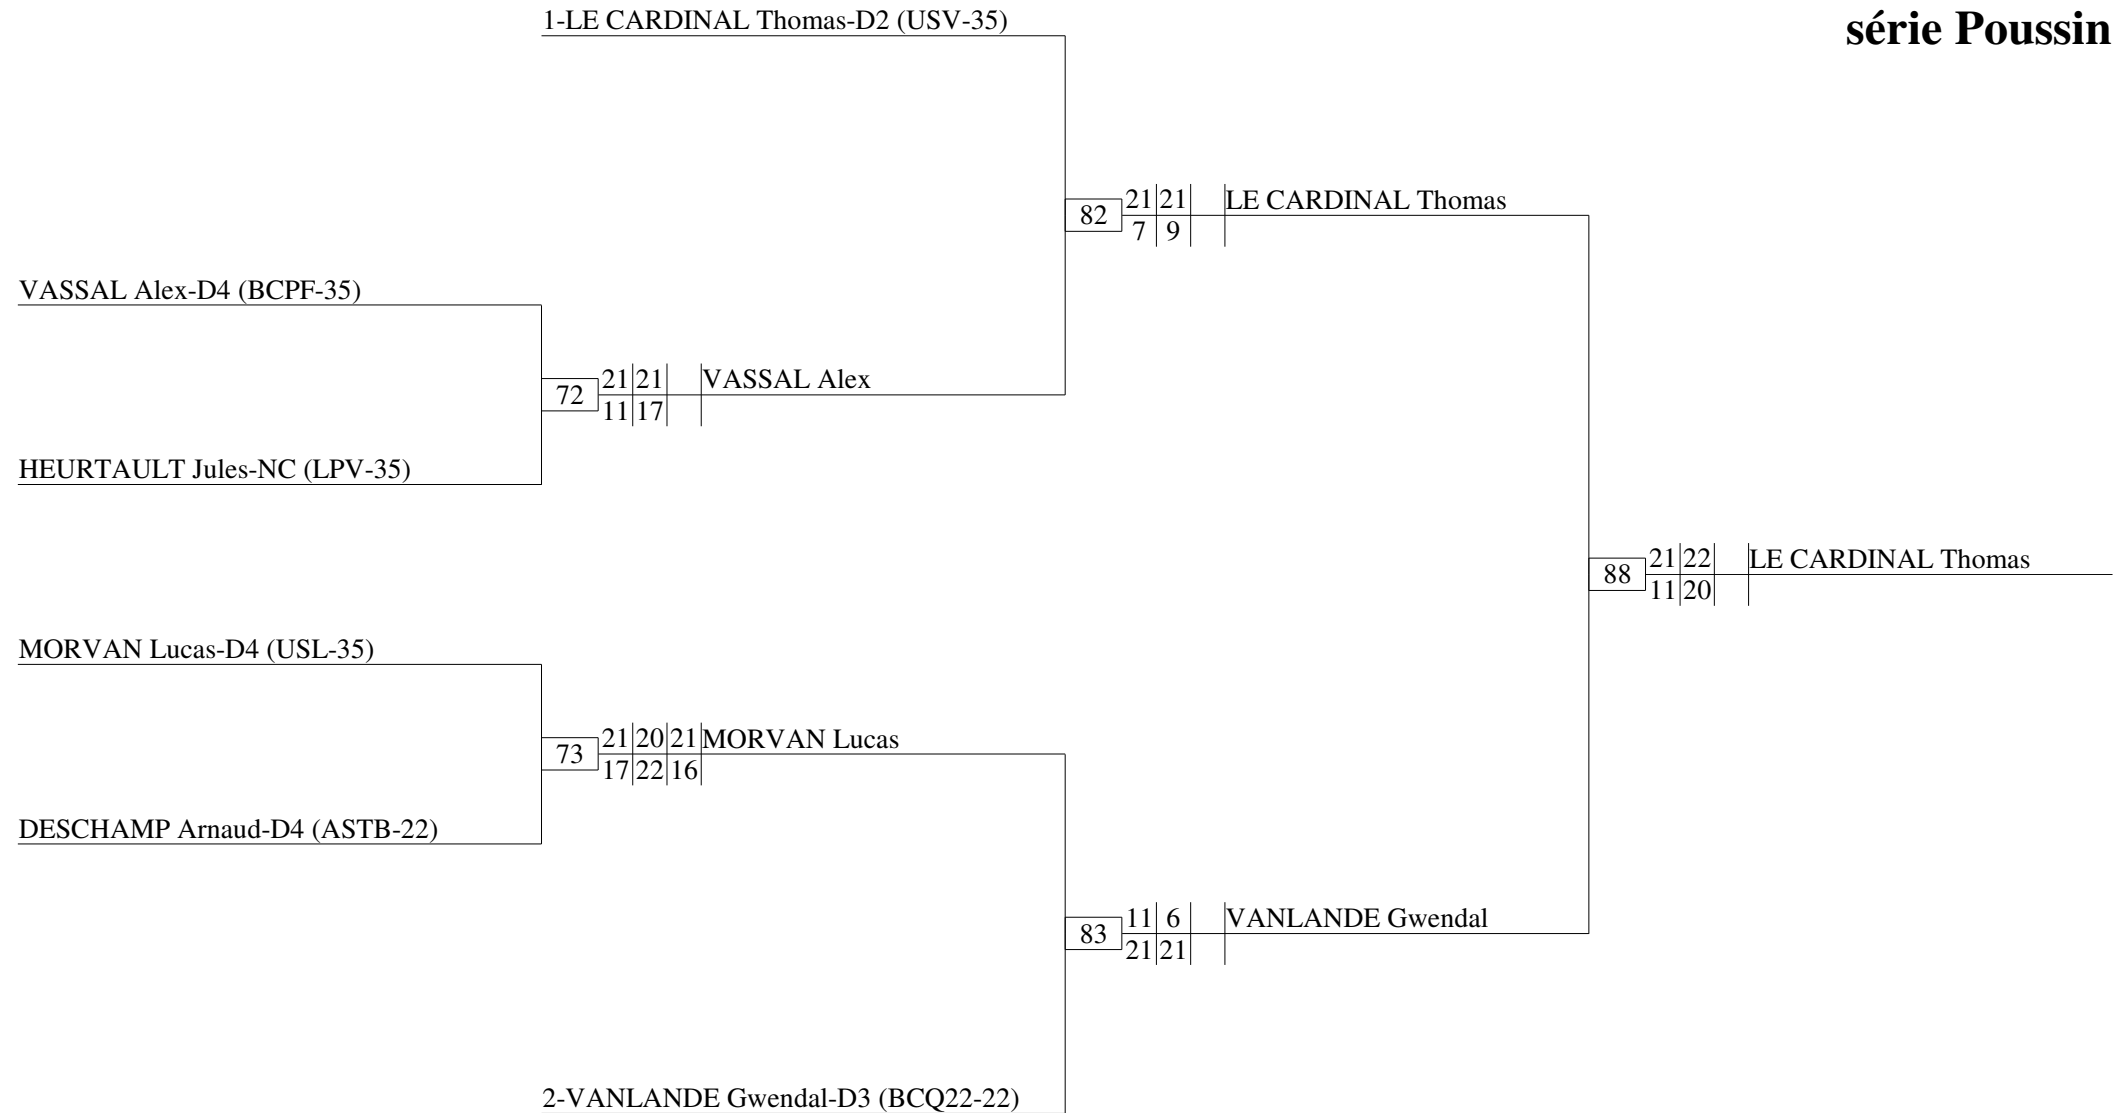 1-LE CARDINAL Thomas-D2 (USV-35)
série Poussin
82 21 21 LE CARDINAL Thomas
7 9
VASSAL Alex-D4 (BCPF-35)
72 21 21 VASSAL Alex
11 17
HEURTAULT Jules-NC (LPV-35)
88 21 22 LE CARDINAL Thomas
11 20
MORVAN Lucas-D4 (USL-35)
73 21 20 21 MORVAN Lucas
17 22 16
DESCHAMP Arnaud-D4 (ASTB-22)
83 11 6 VANLANDE Gwendal
21 21
2-VANLANDE Gwendal-D3 (BCQ22-22)